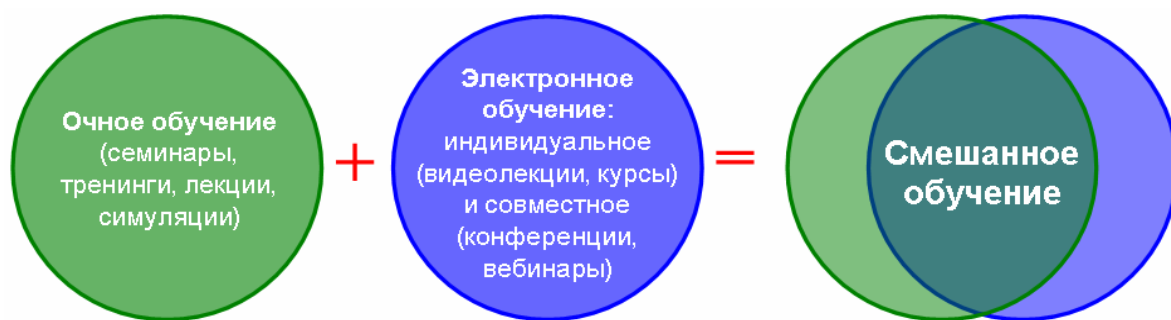 Очное обучение
(семинары,
тренинги, лекции,
симуляции)
+
Электронное
обучение:
индивидуальное
(видеолекции, курсы)
и совместное
(конференции,
вебинары)
=
Смешанное
обучение